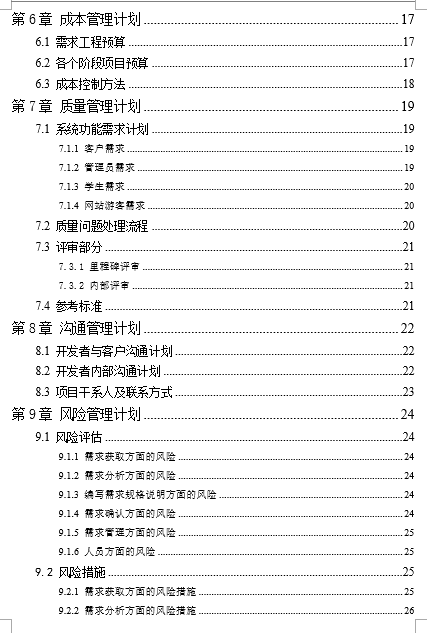 第 6 章 成本管理计划 17
6.1 需求工程预算 17
6.2 各个阶段项目预算 17
6.3 成本控制方法 18
第 7 章 质量管理计划 19
7.1 系统功能需求计划 19
7.1.1 客户需求 19
7.1.2 管理员需求 19
7.1.3 学生需求 20
7.1.4 网站游客需求 20
7.2 质量问题处理流程 20
7.3 评审部分 21
7.3.1 里程碑评审 21
7.3.2 内部评审 21
7.4 参考标准 21
第 8 章 沟通管理计划 22
8.1 开发者与客户沟通计划 22
8.2 开发者内部沟通计划 22
8.3 项目干系人及联系方式 23
第 9 章 风险管理计划 24
9.1 风险评估 24
9.1.1 需求获取方面的风险 24
9.1.2 需求分析方面的风险 24
9.1.3 编写需求规格说明方面的风险 24
9.1.4 需求确认方面的风险 24
9.1.5 需求管理方面的风险 25
9.1.6 人员方面的风险 25
9.2 风险措施 25
9.2.1 需求获取方面的风险措施 25
9.2.2 需求分析方面的风险措施 26